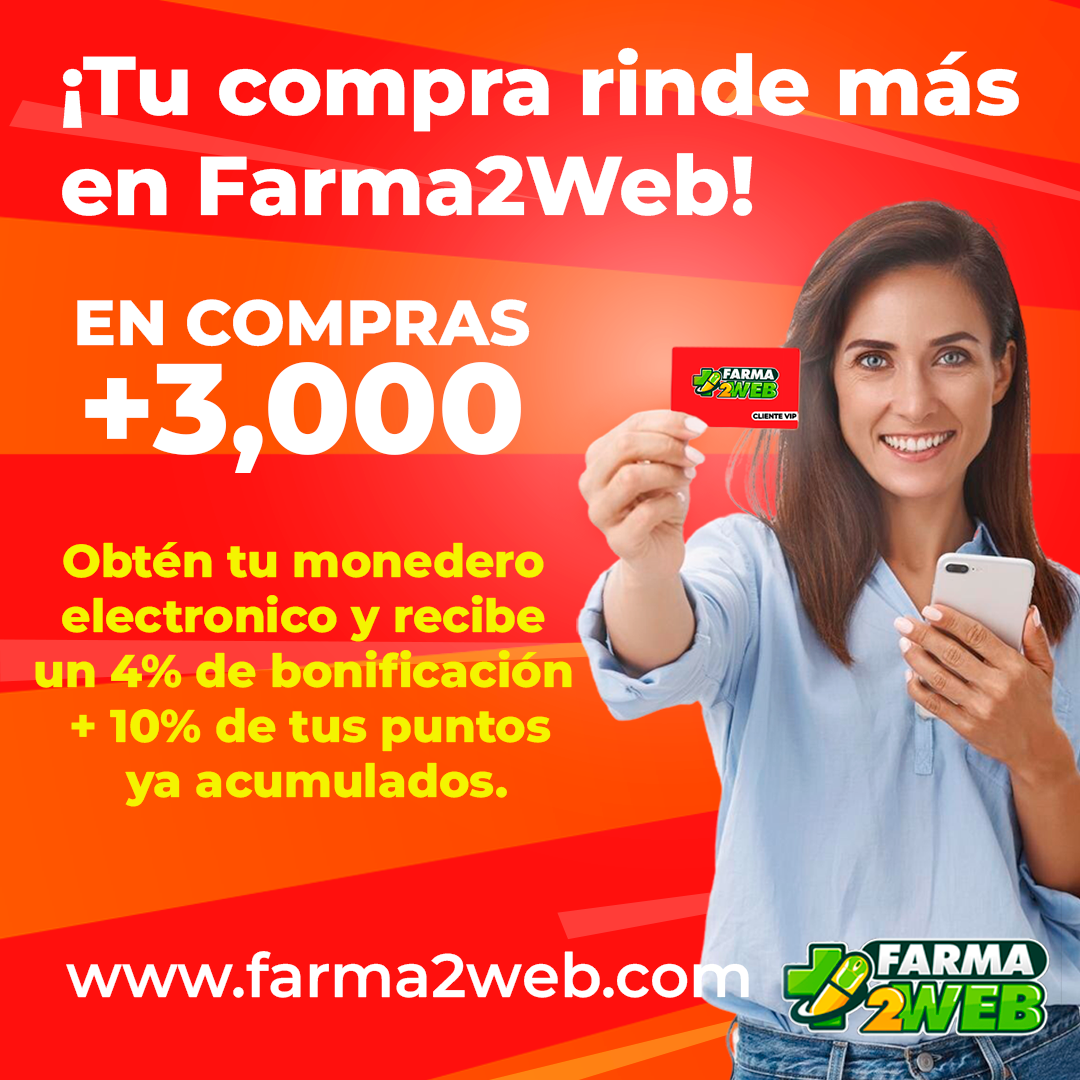 ¡Tu compra rinde más
en Farma2Web!
EN COMPRAS
+3,000
FARMA
2WEB
CLIENTE VIP
Obtén tu monedero
electronico y recibe
un 4% de bonificación
+ 10% de tus puntos
ya acumulados.
www.farma2web.com
FARMA
2WEB